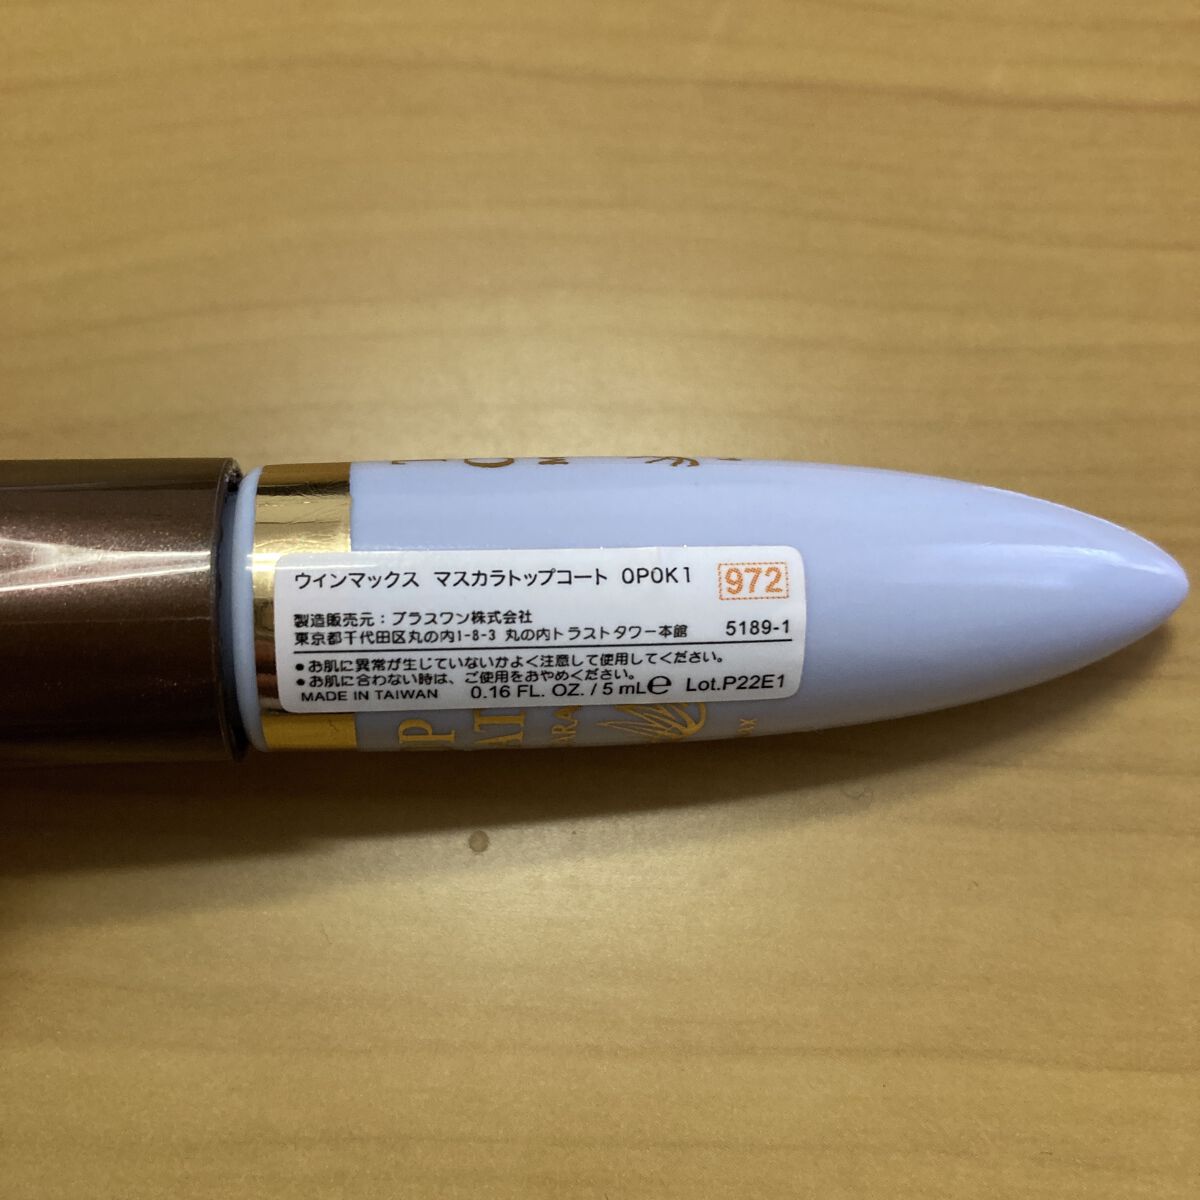 ウインマックス マスカラトップコート OPOK1 972
製造販売元：プラスワン株式会社
東京都千代田区丸の内1-8-3 丸の内トラストタワー本館 5189-1
●お肌に異常が生じていないかよく注意して使用してください。
●お肌に合わない時は、ご使用をおやめください。
MADE IN TAIWAN 0.16 FL. OZ. / 5 mL℮ Lot.P22E1